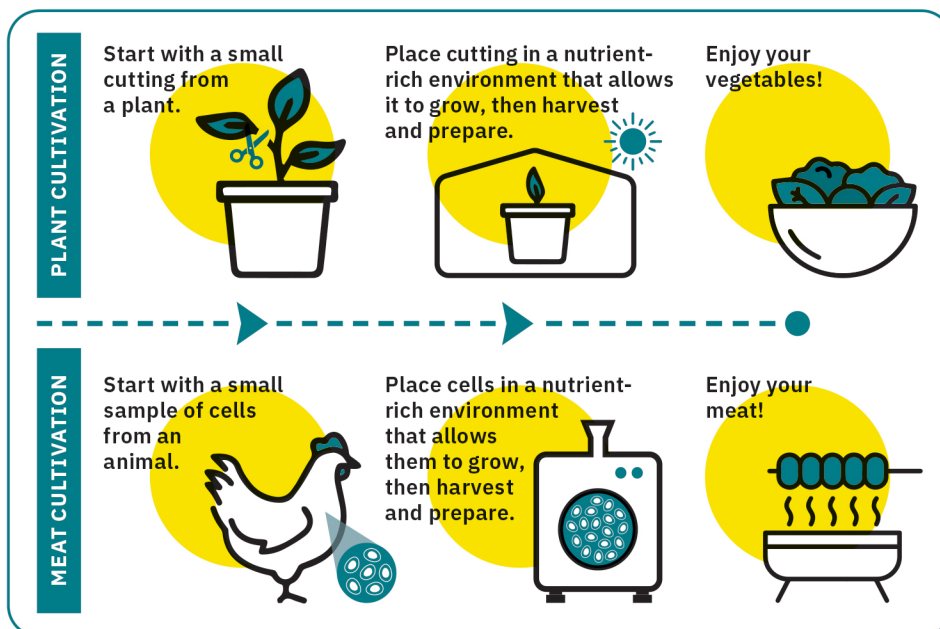 PLANT CULTIVATION
Start with a small
cutting from
a plant.
Place cutting in a nutrient-
rich environment that allows
it to grow, then harvest
and prepare.
Enjoy your
vegetables!
MEAT CULTIVATION
Start with a small
sample of cells
from an
animal.
Place cells in a nutrient-
rich environment
that allows
them to grow,
then harvest
and prepare.
Enjoy your
meat!